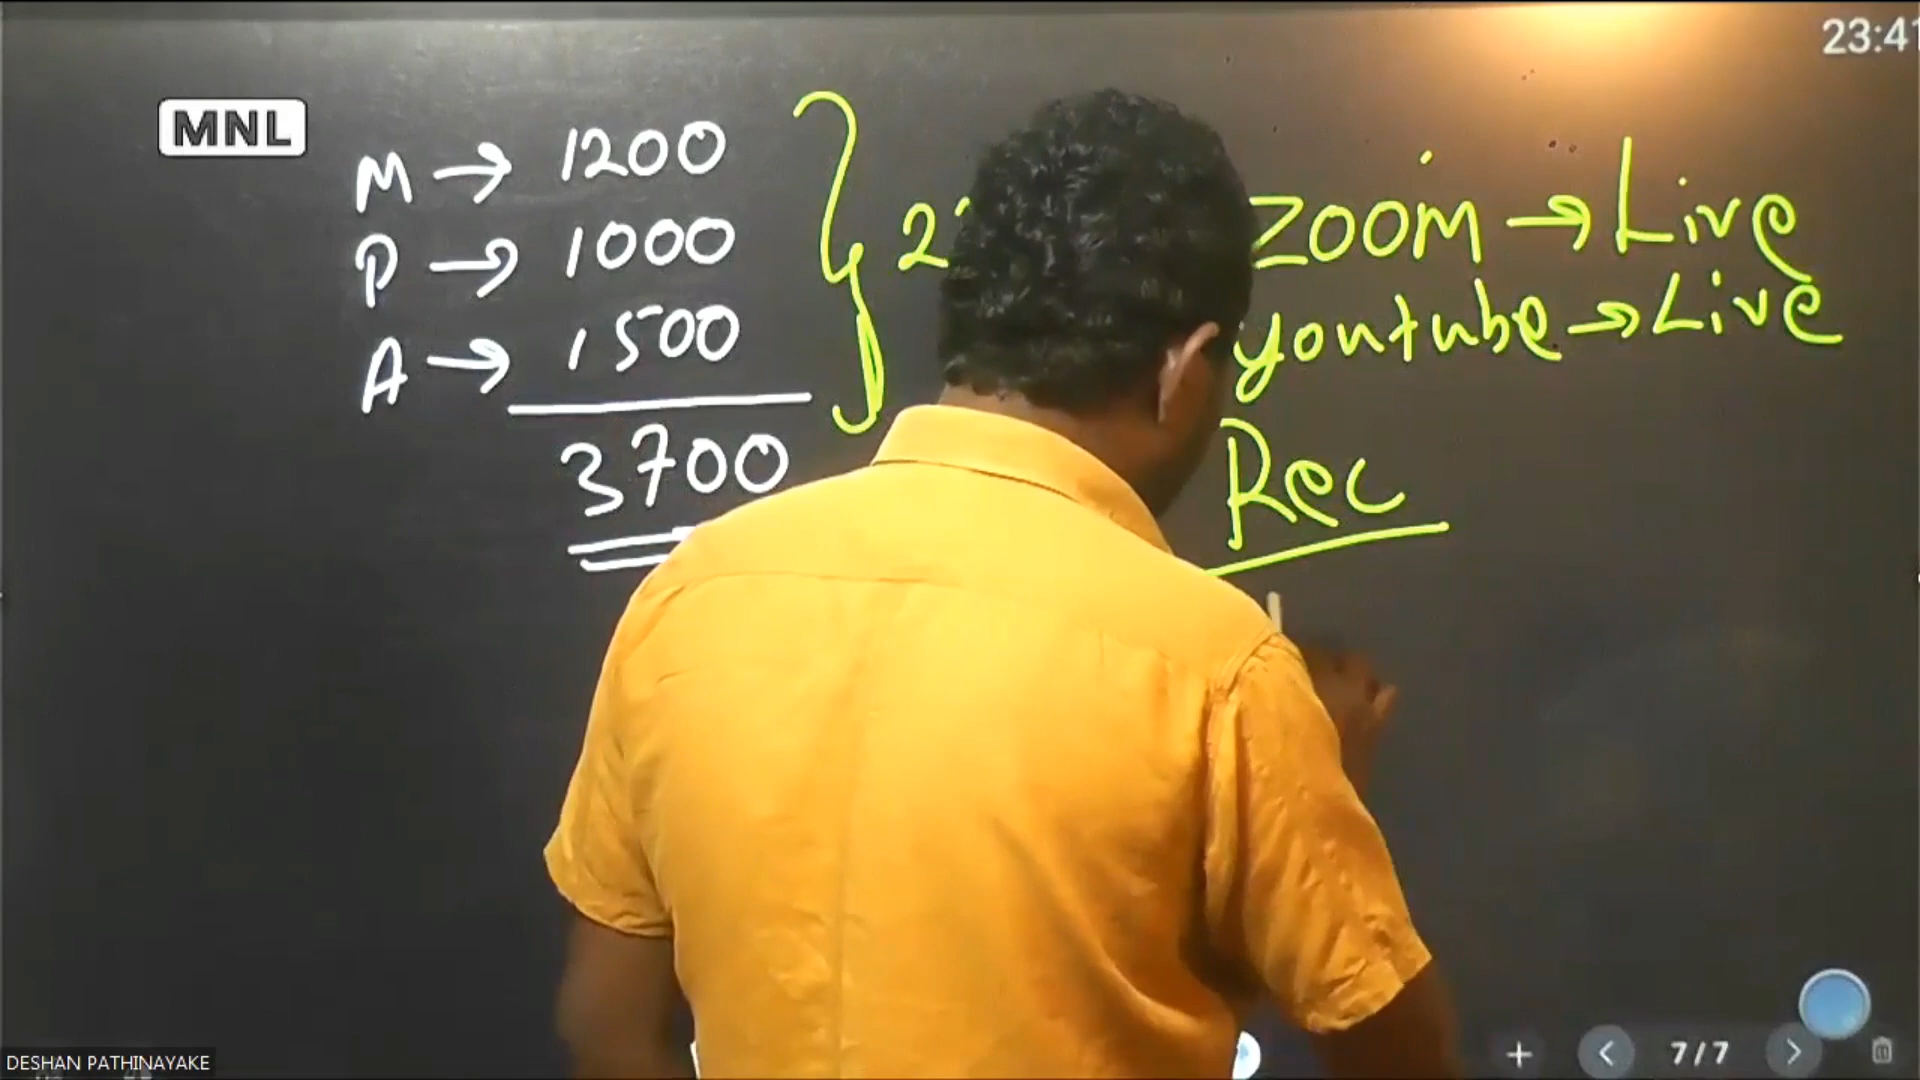 23:41
MNL
M → 1200
P → 1000
A → 1500
3700
zoom → Live
youtube → Live
Rec
DESHAN PATHINAYAKE
7/7